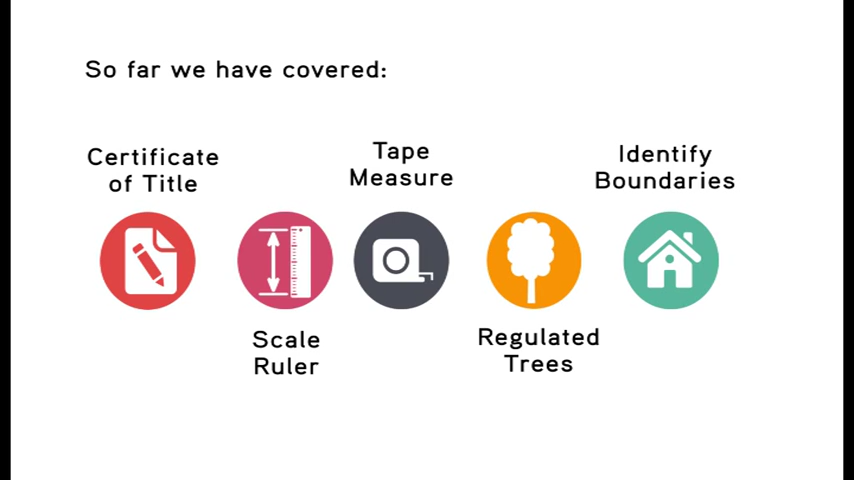 So far we have covered:
Certificate
of Title
Scale
Ruler
Tape
Measure
Regulated
Trees
Identify
Boundaries